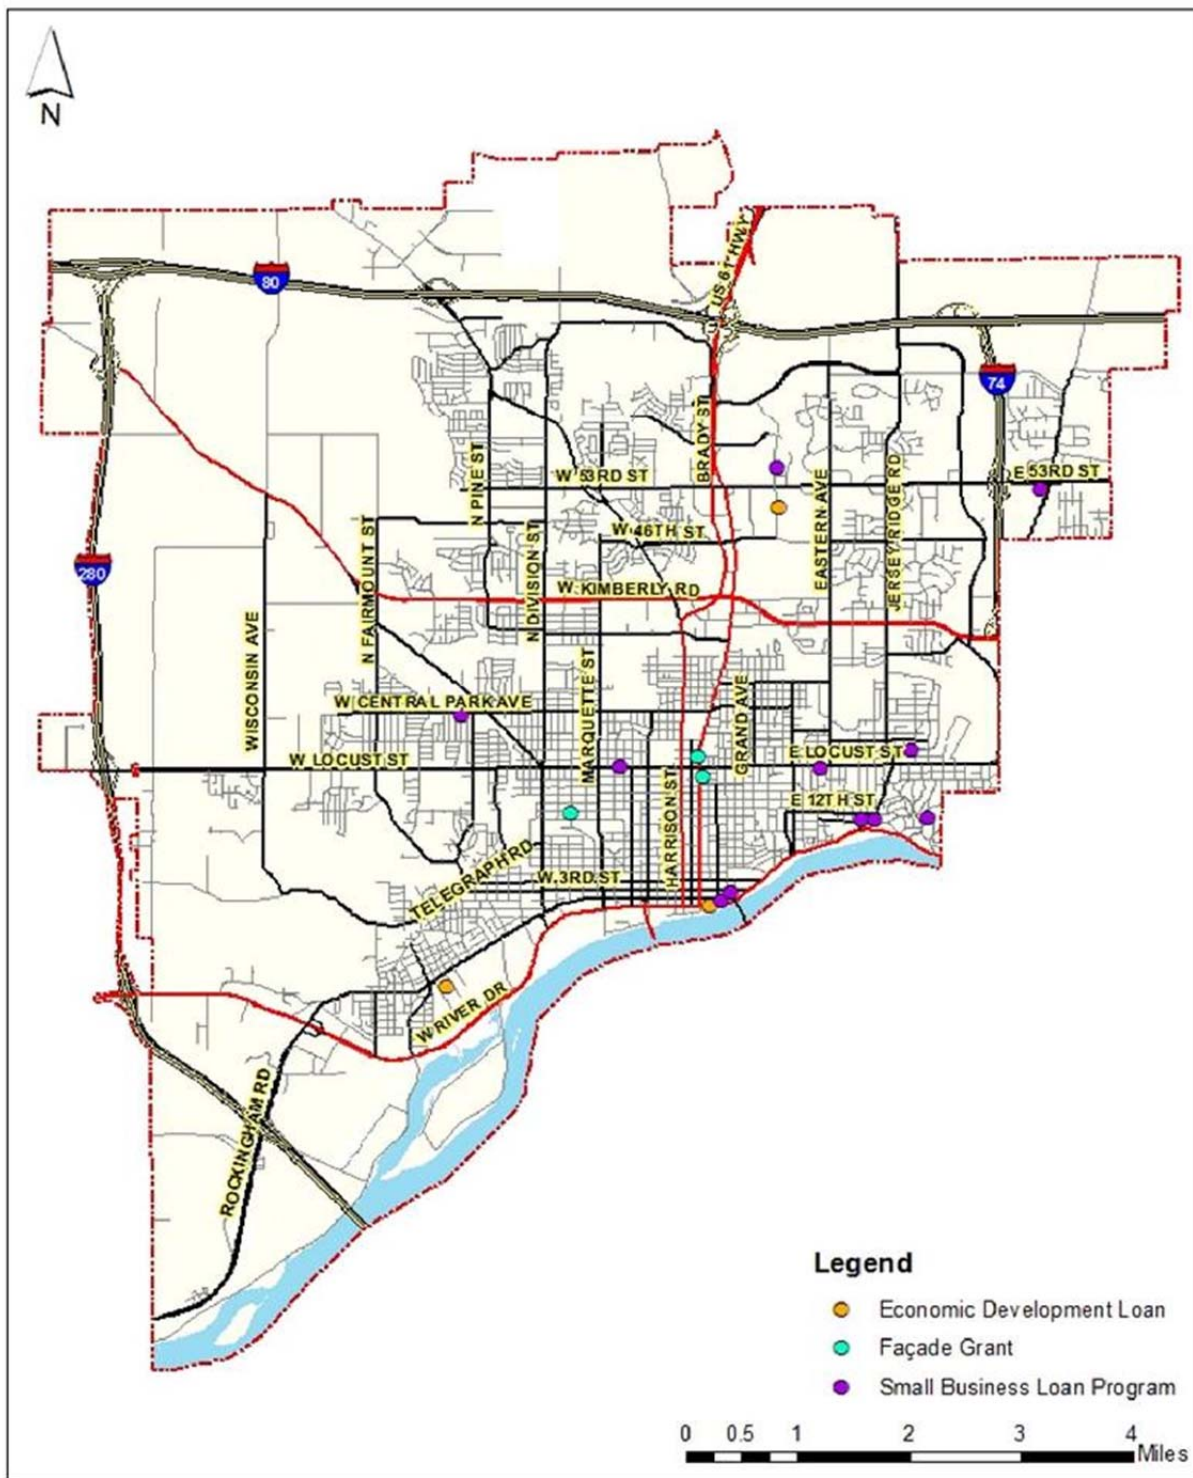 N
US 61 HWY
80
74
BRADY ST
N PINE ST
W 53RD ST
E 53RD ST
EASTERN AVE
JERSEY RIDGE RD
W 46TH ST
N FAIRMOUNT ST
N DIVISION ST
280
W KIMBERLY RD
WISCONSIN AVE
MARQUETTE ST
GRAND AVE
W CENTRAL PARK AVE
W LOCUST ST
E LOCUST ST
HARRISON ST
E 12TH ST
TELEGRAPH RD
W 3RD ST
W RIVER DR
ROCKINGHAM RD
Legend
Economic Development Loan
Façade Grant
Small Business Loan Program
0 0.5 1 2 3 4
Miles